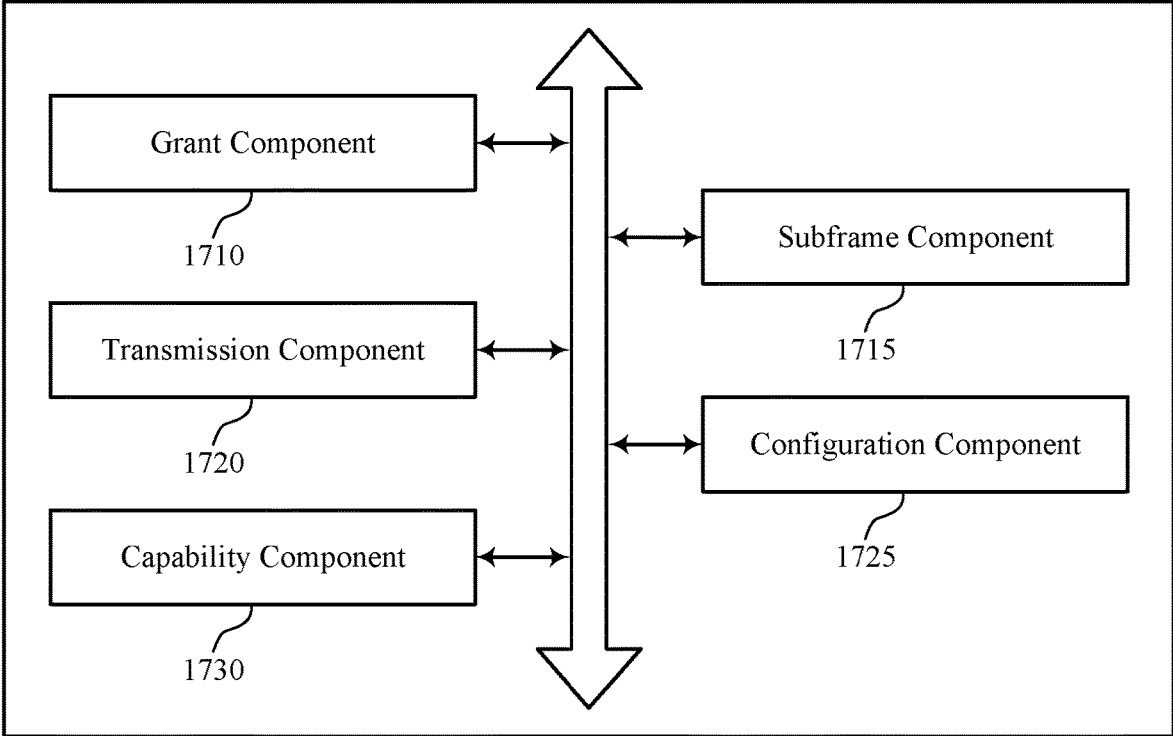 Grant Component
1710
Subframe Component
1715
Transmission Component
1720
Configuration Component
1725
Capability Component
1730